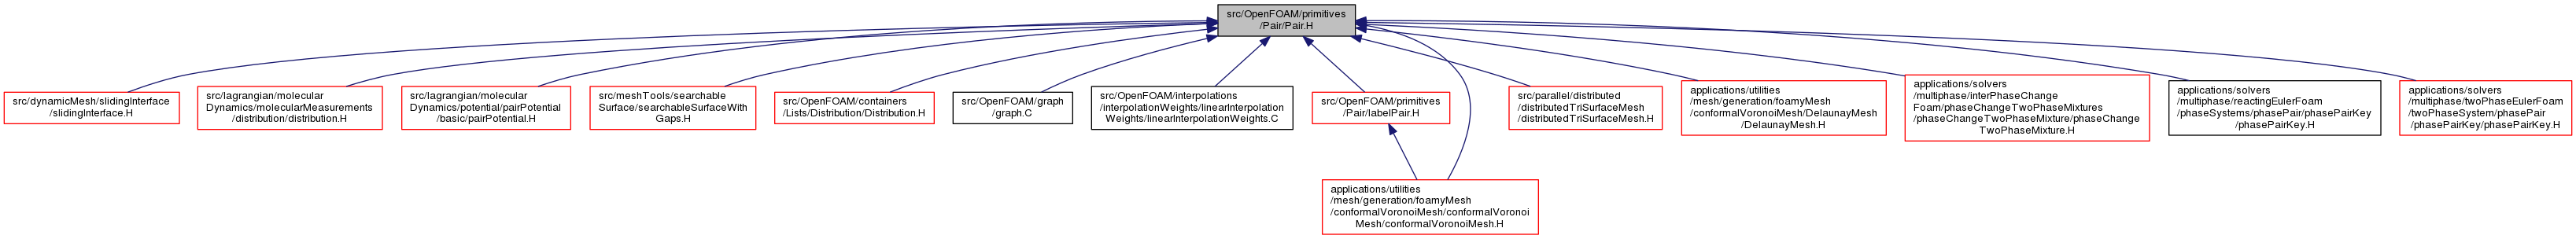 src/OpenFOAM/primitives
/Pair/Pair.H
src/dynamicMesh/slidingInterface
/slidingInterface.H
src/lagrangian/molecular
Dynamics/molecularMeasurements
/distribution/distribution.H
src/lagrangian/molecular
Dynamics/potential/pairPotential
/basic/pairPotential.H
src/meshTools/searchable
Surface/searchableSurfaceWith
Gaps.H
src/OpenFOAM/containers
/Lists/Distribution/Distribution.H
src/OpenFOAM/graph
/graph.C
src/OpenFOAM/interpolations
/interpolationWeights/linearInterpolation
Weights/linearInterpolationWeights.C
src/OpenFOAM/primitives
/Pair/labelPair.H
src/parallel/distributed
/distributedTriSurfaceMesh
/distributedTriSurfaceMesh.H
applications/utilities
/mesh/generation/foamyMesh
/conformalVoronoiMesh/DelaunayMesh
/DelaunayMesh.H
applications/solvers
/multiphase/interPhaseChange
Foam/phaseChangeTwoPhaseMixtures
/phaseChangeTwoPhaseMixture/phaseChange
TwoPhaseMixture.H
applications/solvers
/multiphase/reactingEulerFoam
/phaseSystems/phasePair/phasePairKey
/phasePairKey.H
applications/solvers
/multiphase/twoPhaseEulerFoam
/twoPhaseSystem/phasePair
/phasePairKey/phasePairKey.H
applications/utilities
/mesh/generation/foamyMesh
/conformalVoronoiMesh/conformalVoronoi
Mesh/conformalVoronoiMesh.H